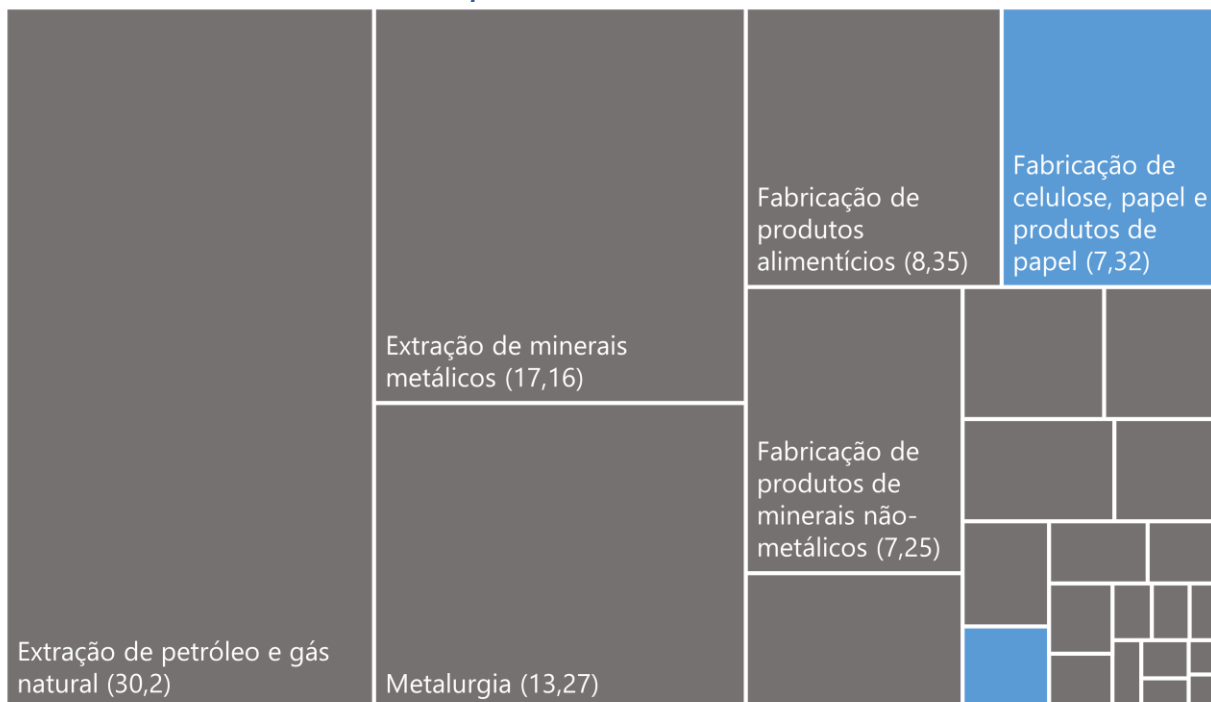 Extração de petróleo e gás
natural (30,2)
Extração de minerais
metálicos (17,16)
Metalurgia (13,27)
Fabricação de
produtos
alimentícios (8,35)
Fabricação de
celulose, papel e
produtos de
papel (7,32)
Fabricação de
produtos de
minerais não-
metálicos (7,25)